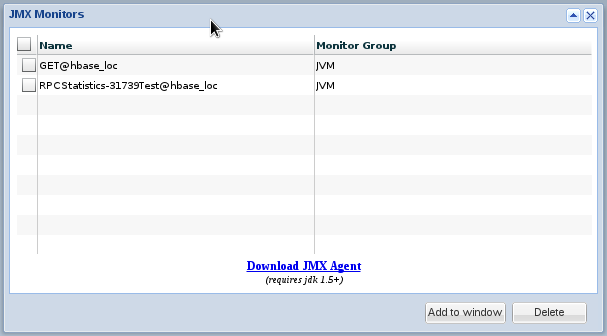 JMX Monitors
Name Monitor Group
GET@hbase_loc JVM
RPCStatistics-31739Test@hbase_loc JVM
Download JMX Agent
(requires jdk 1.5+)
Add to window Delete